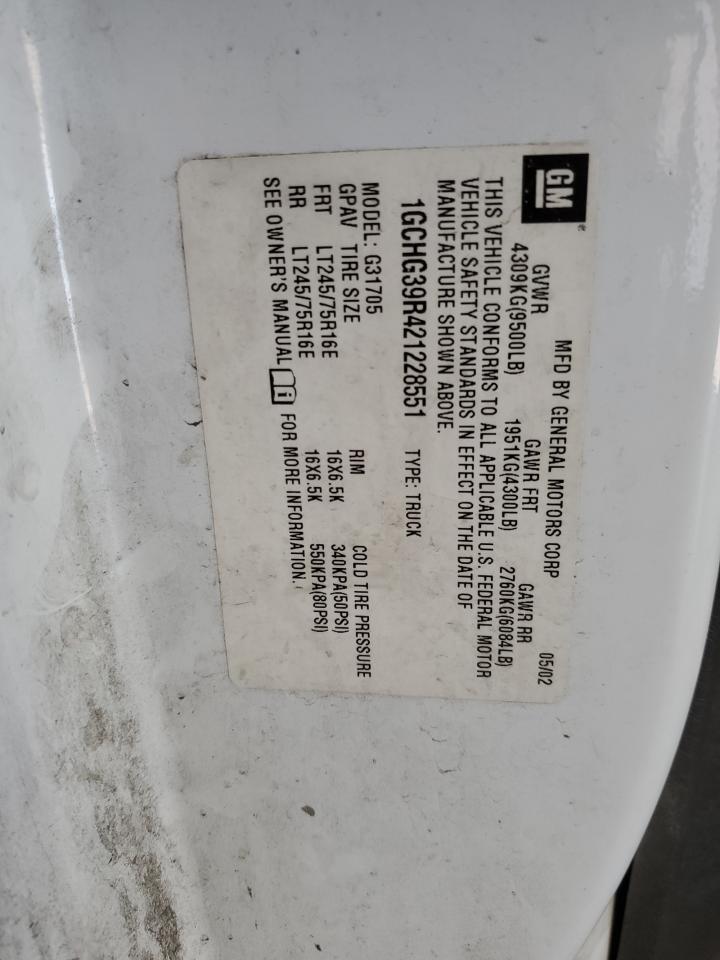 GM®
MFD BY GENERAL MOTORS CORP 05/02
GVWR GAWR FRT GAWR RR
4309KG(9500LB) 1951KG(4300LB) 2760KG(6084LB)
THIS VEHICLE CONFORMS TO ALL APPLICABLE U.S. FEDERAL MOTOR
VEHICLE SAFETY STANDARDS IN EFFECT ON THE DATE OF
MANUFACTURE SHOWN ABOVE.
1GCHG39R421228551 TYPE: TRUCK
MODEL: G31705
GPAV TIRE SIZE RIM COLD TIRE PRESSURE
FRT LT245/75R16E 16X6.5K 340KPA(50PSI)
RR LT245/75R16E 16X6.5K 550KPA(80PSI)
SEE OWNER'S MANUAL i FOR MORE INFORMATION.